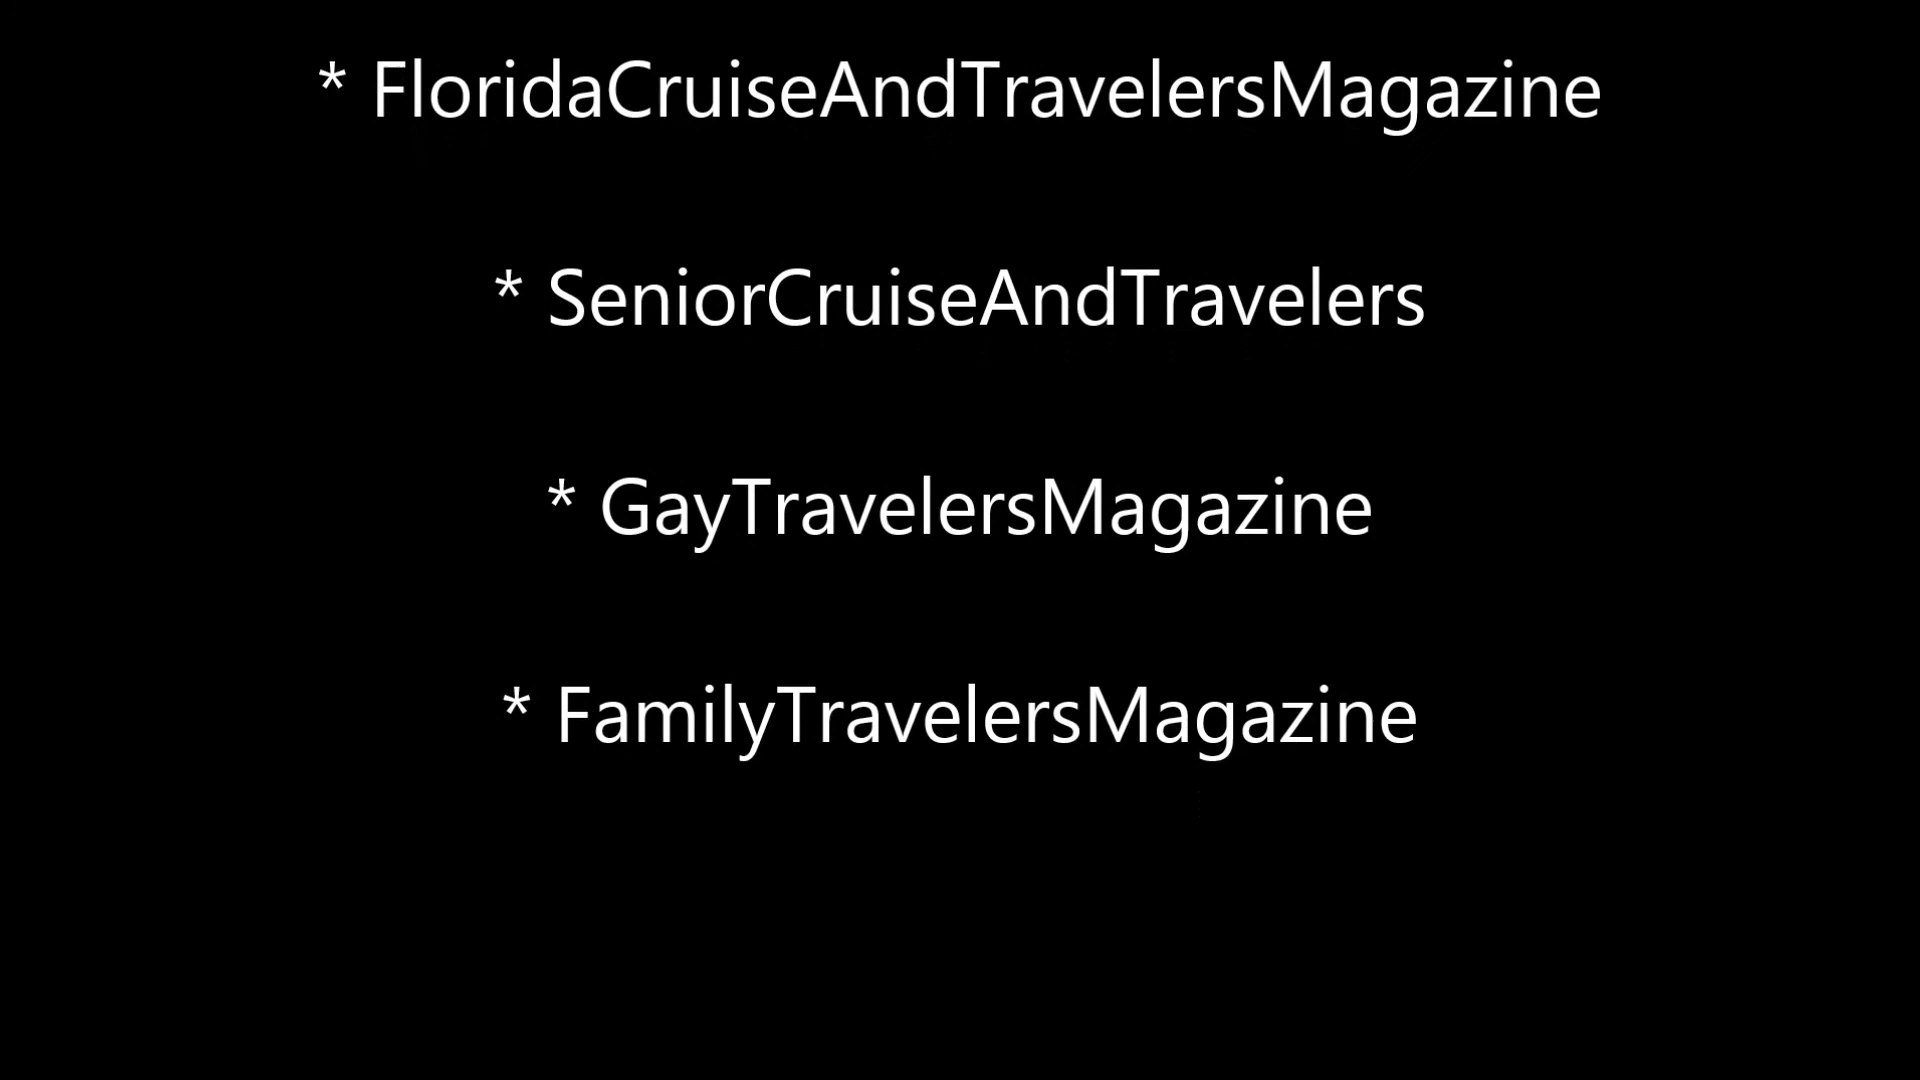 * FloridaCruiseAndTravelersMagazine
* SeniorCruiseAndTravelers
* GayTravelersMagazine
* FamilyTravelersMagazine